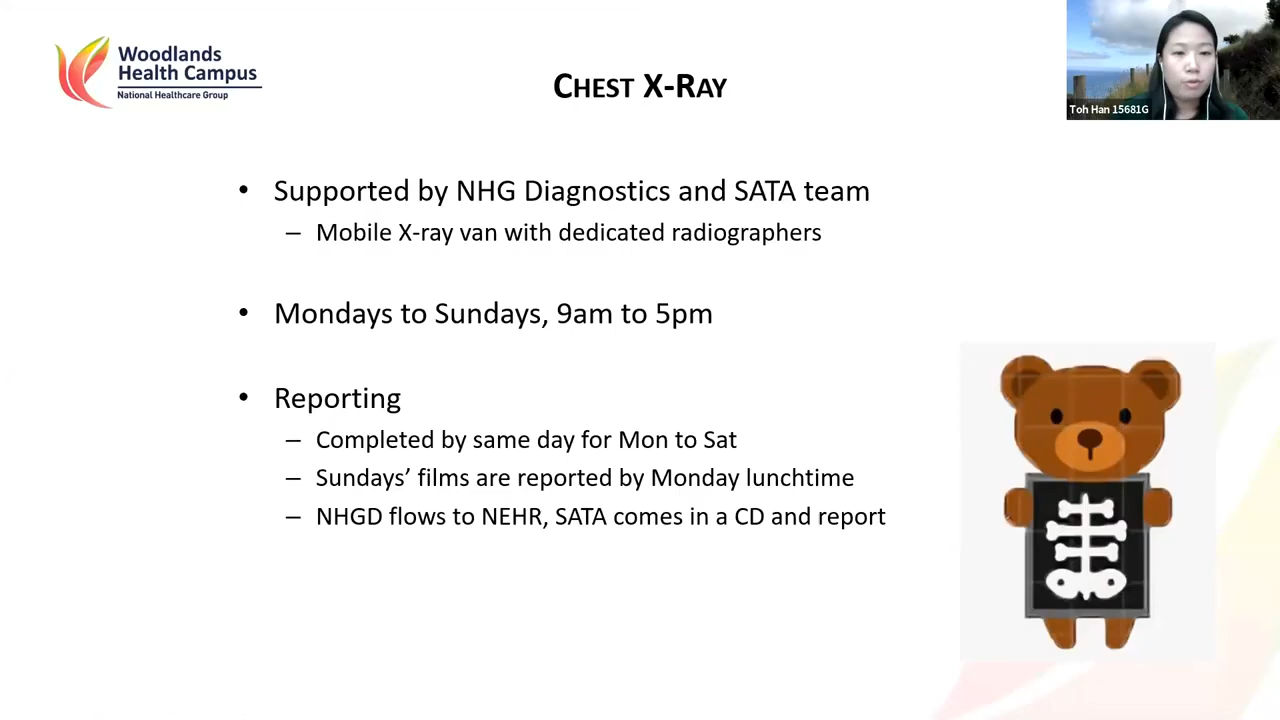 Woodlands
Health Campus
National Healthcare Group
CHEST X-RAY
Toh Han 15681G
• Supported by NHG Diagnostics and SATA team
– Mobile X-ray van with dedicated radiographers
• Mondays to Sundays, 9am to 5pm
• Reporting
– Completed by same day for Mon to Sat
– Sundays’ films are reported by Monday lunchtime
– NHGD flows to NEHR, SATA comes in a CD and report